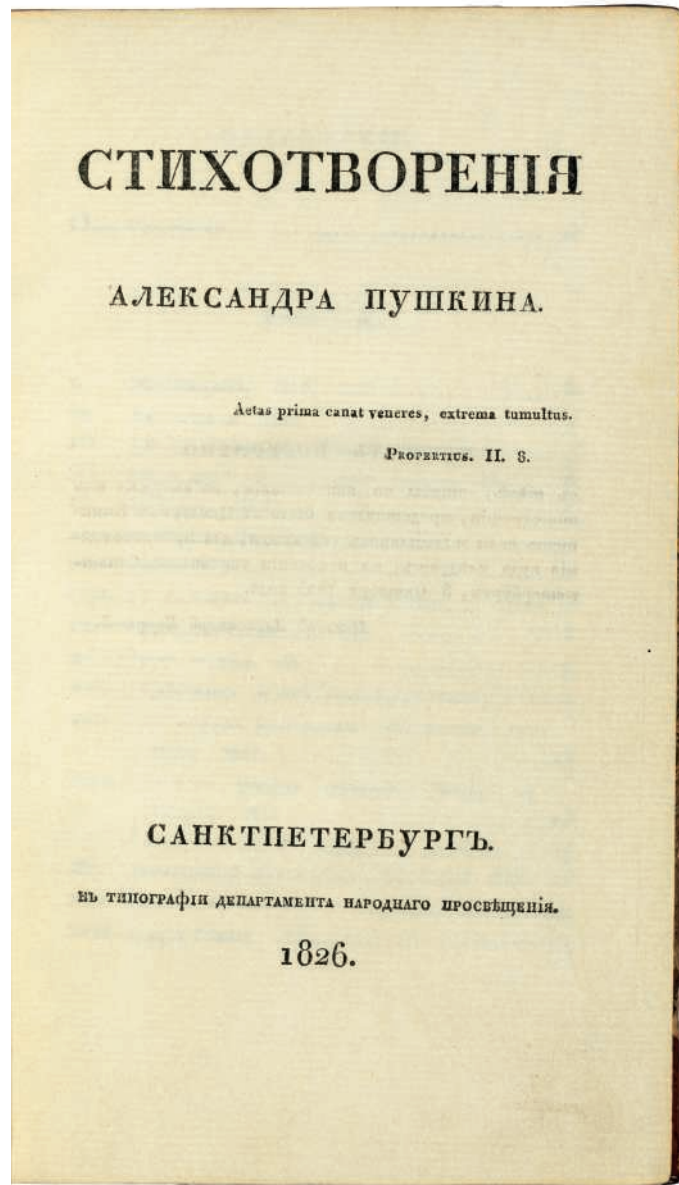 СТИХОТВОРЕНІЯ
АЛЕКСАНДРА ПУШКИНА.
Aetas prima canat veneres, extrema tumultus.
Propertius. II. 8.
САНКТПЕТЕРБУРГЪ.
ВЪ ТИПОГРАФІИ ДЕПАРТАМЕНТА НАРОДНАГО ПРОСВѢЩЕНІЯ.
1826.